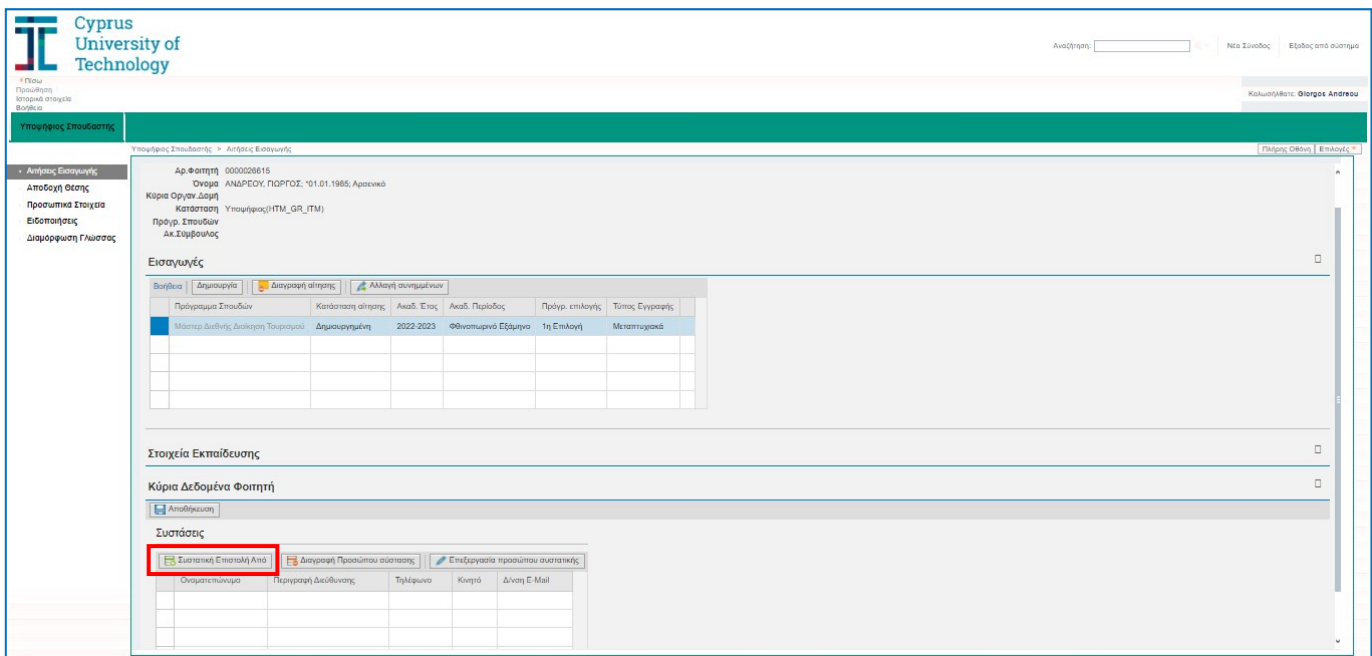 Cyprus
University of
Technology
Αναζήτηση:
Νέα Σύνοδος
Εξοδος από σύστημα
Πίσω
Προώθηση
Ιστορικά στοιχεία
Βοήθεια
Καλωσήλθατε: Giorgos Andreou
Υποψήφιος Σπουδαστής
Υποψήφιος Σπουδαστής > Αιτήσεις Εισαγωγής
Πλήρης Οθόνη
Επιλογές
Αιτήσεις Εισαγωγής
Αποδοχή Θέσης
Προσωπικά Στοιχεία
Ειδοποιήσεις
Διαμόρφωση Γλώσσας
Αρ.Φοιτητή 0000026615
Όνομα ΑΝΔΡΕΟΥ, ΓΙΩΡΓΟΣ; *01.01.1985; Αρσενικό
Κύρια Οργαν.Δομή
Κατάσταση Υποψήφιος(HTM_GR_ITM)
Πρόγρ. Σπουδών
Ακ.Σύμβουλος
Εισαγωγές
Βοήθεια
Δημιουργία
Διαγραφή αίτησης
Αλλαγή συνημμένων
Πρόγραμμα Σπουδών Κατάσταση αίτησης Ακαδ. Έτος Ακαδ. Περίοδος Πρόγρ. επιλογής Τύπος Εγγραφής
Μάστερ Διεθνής Διοίκηση Τουρισμού Δημιουργημένη 2022-2023 Φθινοπωρινό Εξάμηνο 1η Επιλογή Μεταπτυχιακά
Στοιχεία Εκπαίδευσης
Κύρια Δεδομένα Φοιτητή
Αποθήκευση
Συστάσεις
Συστατική Επιστολή Από
Διαγραφή Προσώπου σύστασης
Επεξεργασία προσώπου συστατικής
Ονοματεπώνυμο Περιγραφή Διεύθυνσης Τηλέφωνο Κινητό Δ/νση E-Mail